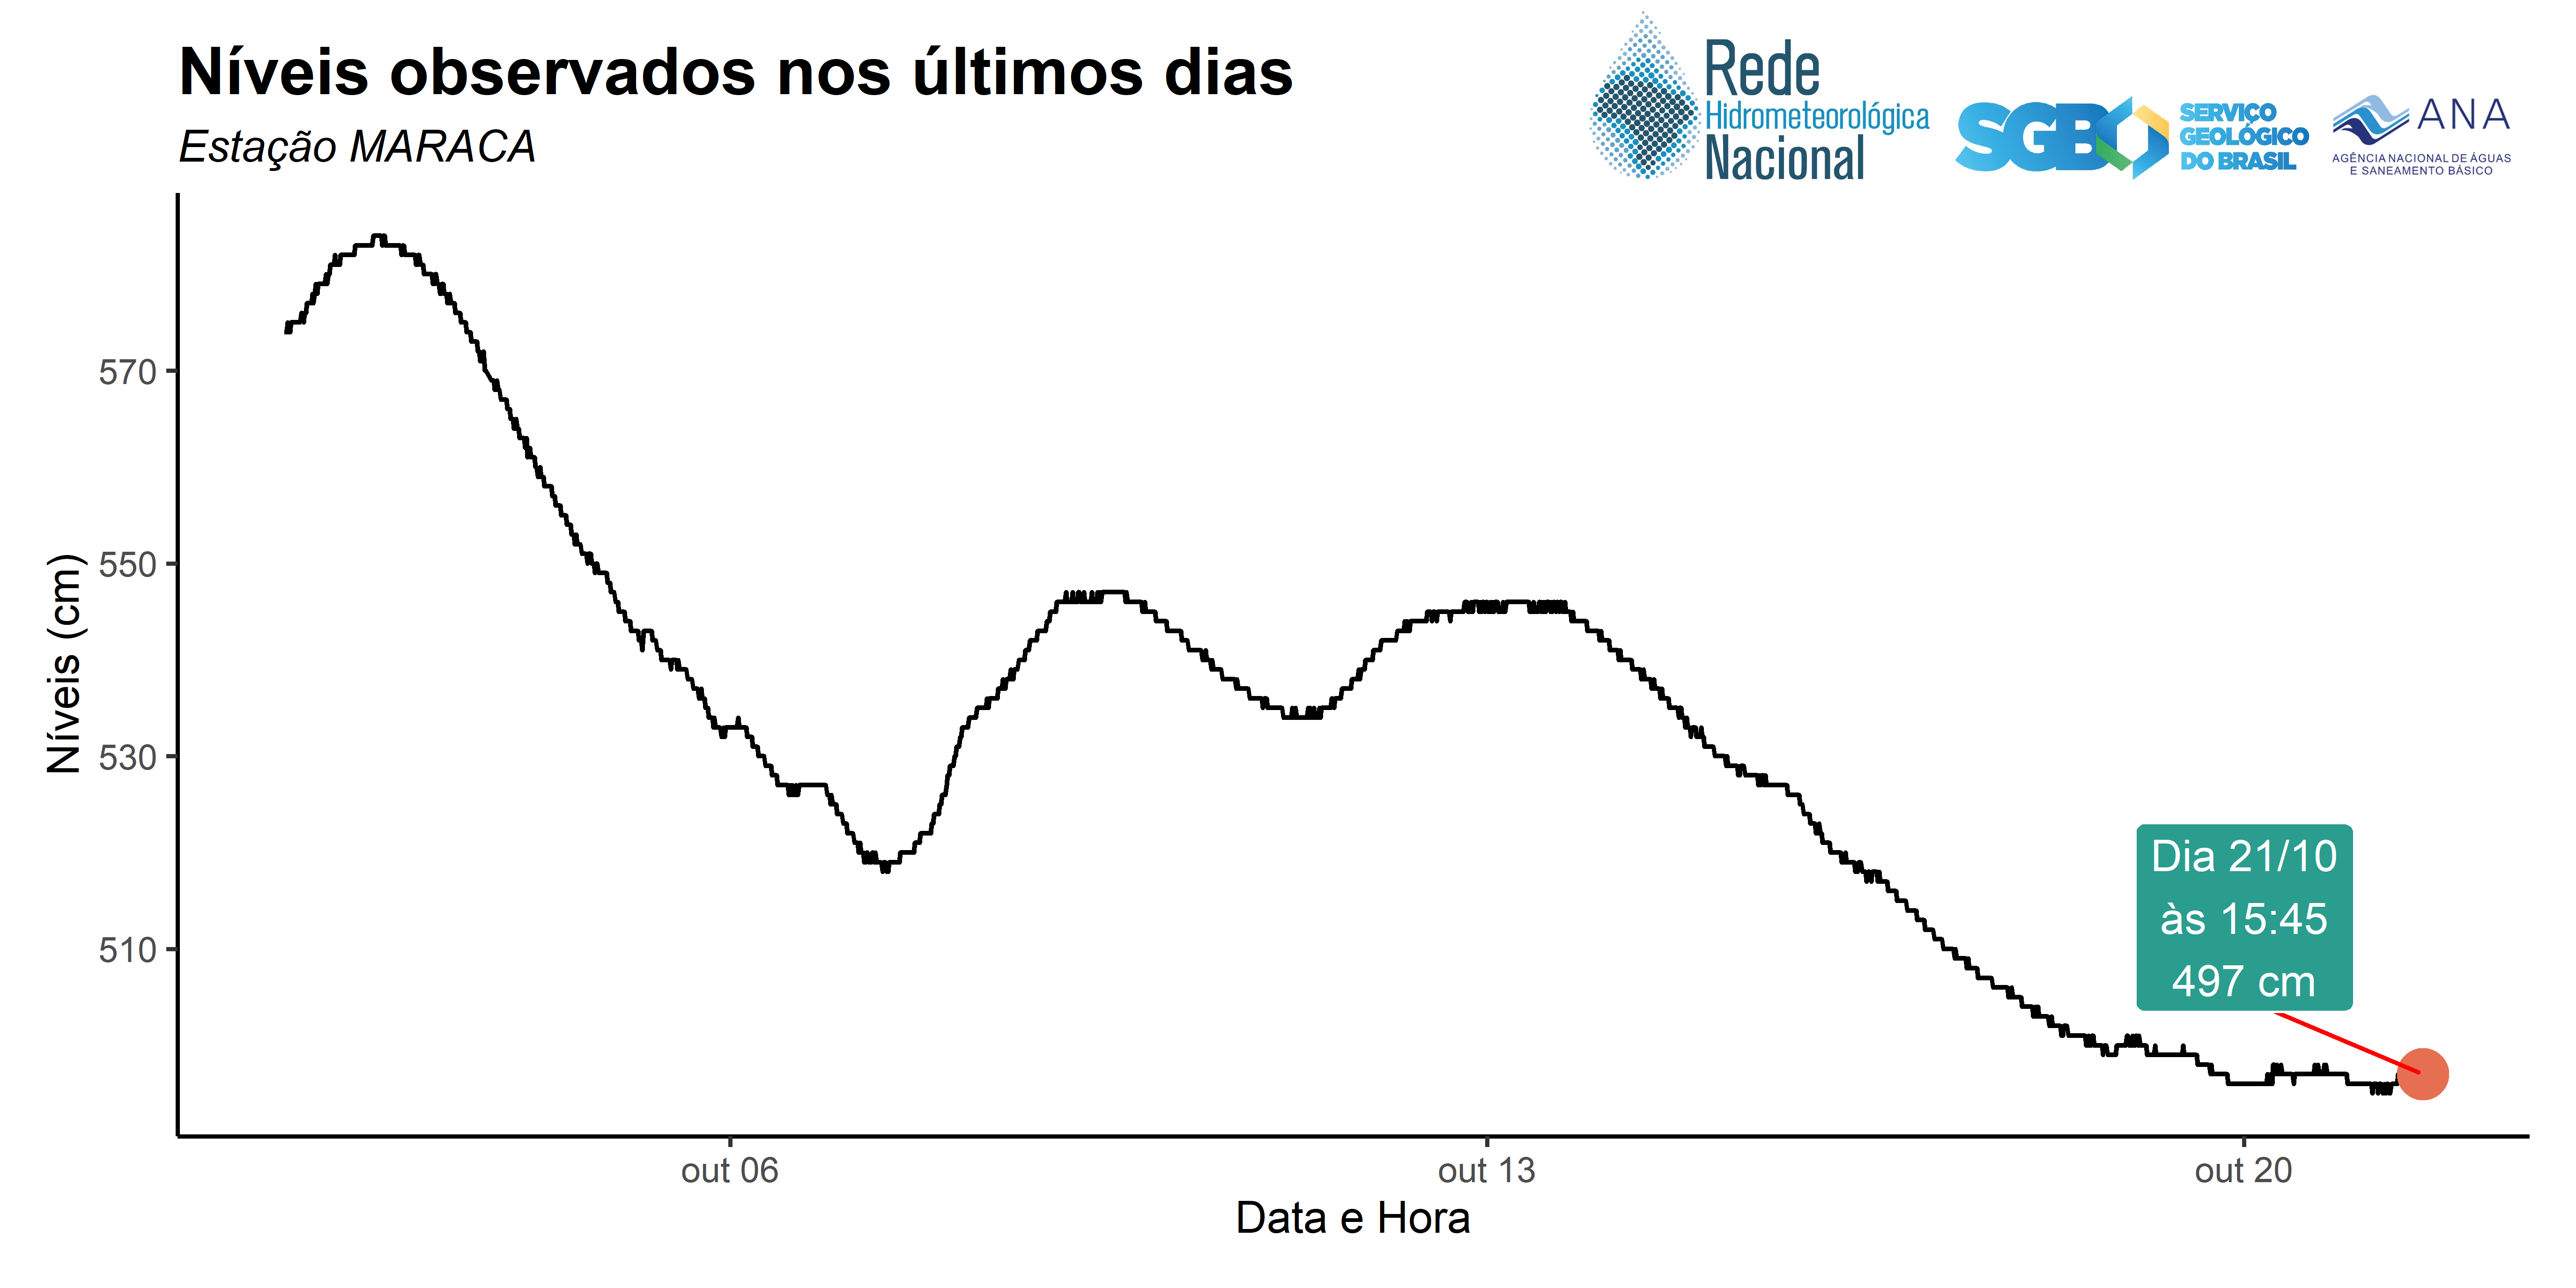 Níveis observados nos últimos dias
Estação MARACA
Rede
Hidrometeorológica
Nacional
SGB
SERVIÇO
GEOLÓGICO
DO BRASIL
ANA
AGÊNCIA NACIONAL DE ÁGUAS
E SANEAMENTO BÁSICO
Níveis (cm)
570
550
530
510
Dia 21/10
às 15:45
497 cm
out 06
out 13
out 20
Data e Hora